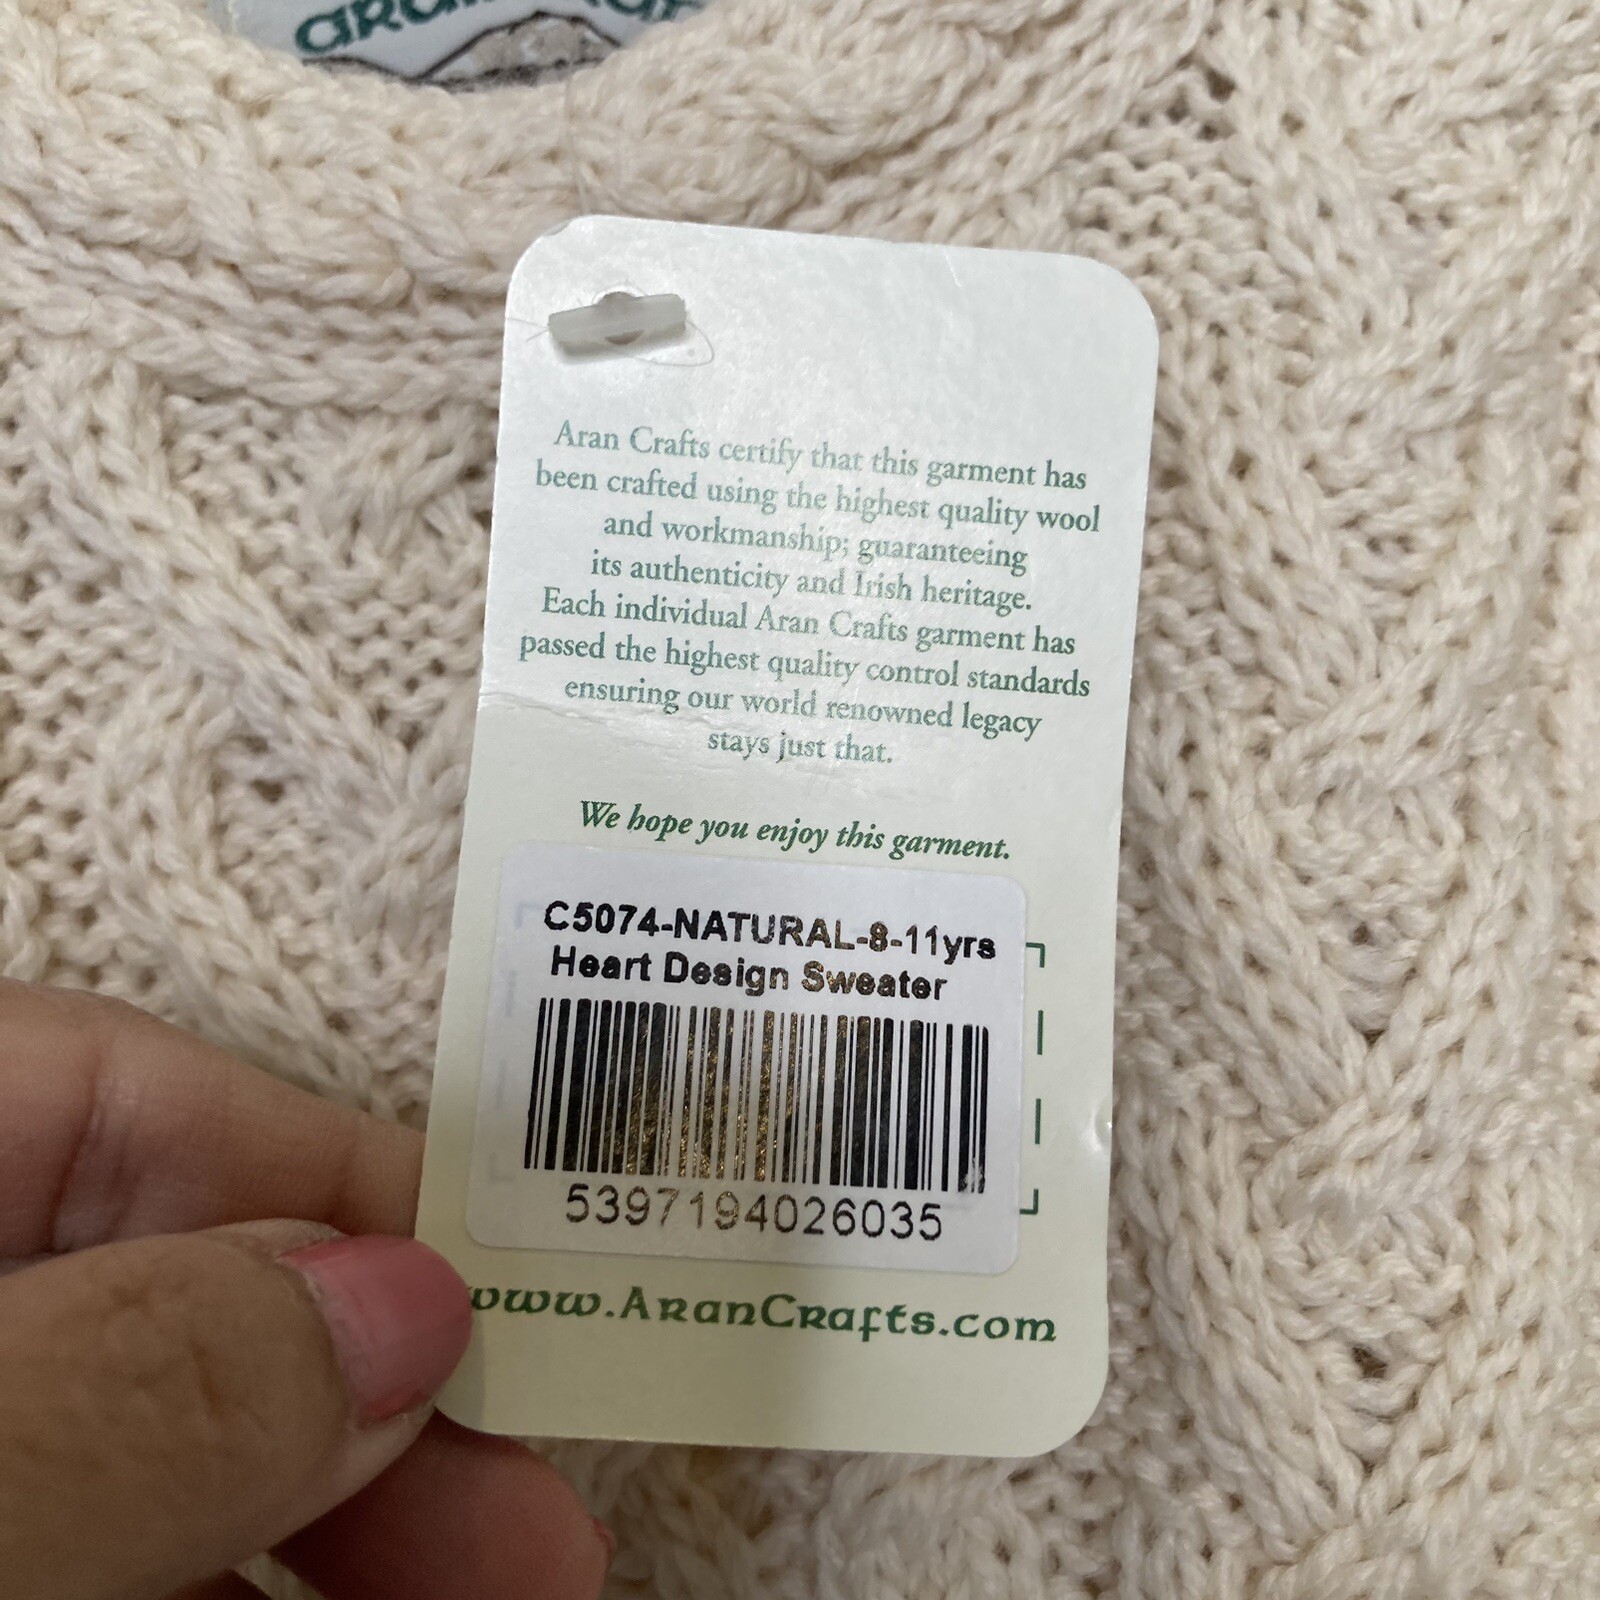 Aran Crafts certify that this garment has
been crafted using the highest quality wool
and workmanship; guaranteeing
its authenticity and Irish heritage.
Each individual Aran Crafts garment has
passed the highest quality control standards
ensuring our world renowned legacy
stays just that.
We hope you enjoy this garment.
C5074-NATURAL-8-11yrs
Heart Design Sweater
5397194026035
www.AranCrafts.com